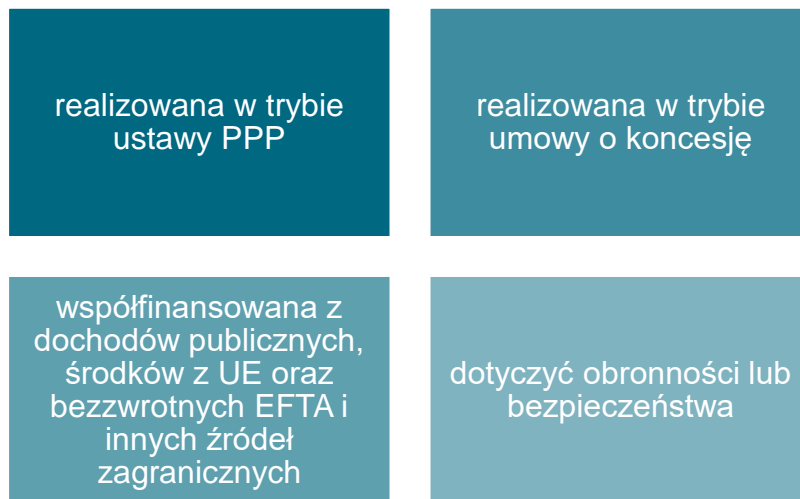 realizowana w trybie
ustawy PPP
realizowana w trybie
umowy o koncesję
współfinansowana z
dochodów publicznych,
środków z UE oraz
bezzwrotnych EFTA i
innych źródeł
zagranicznych
dotyczyć obronności lub
bezpieczeństwa